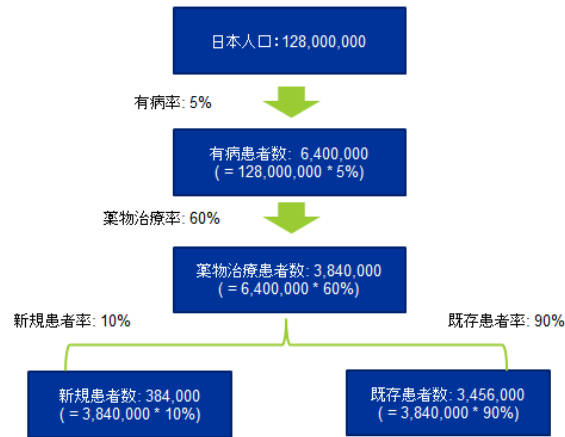 日本人口：128,000,000
有病率: 5%
有病患者数: 6,400,000
( = 128,000,000 * 5%)
薬物治療率: 60%
薬物治療患者数: 3,840,000
( = 6,400,000 * 60%)
新規患者率: 10%
既存患者率: 90%
新規患者数: 384,000
( = 3,840,000 * 10%)
既存患者数: 3,456,000
( = 3,840,000 * 90%)